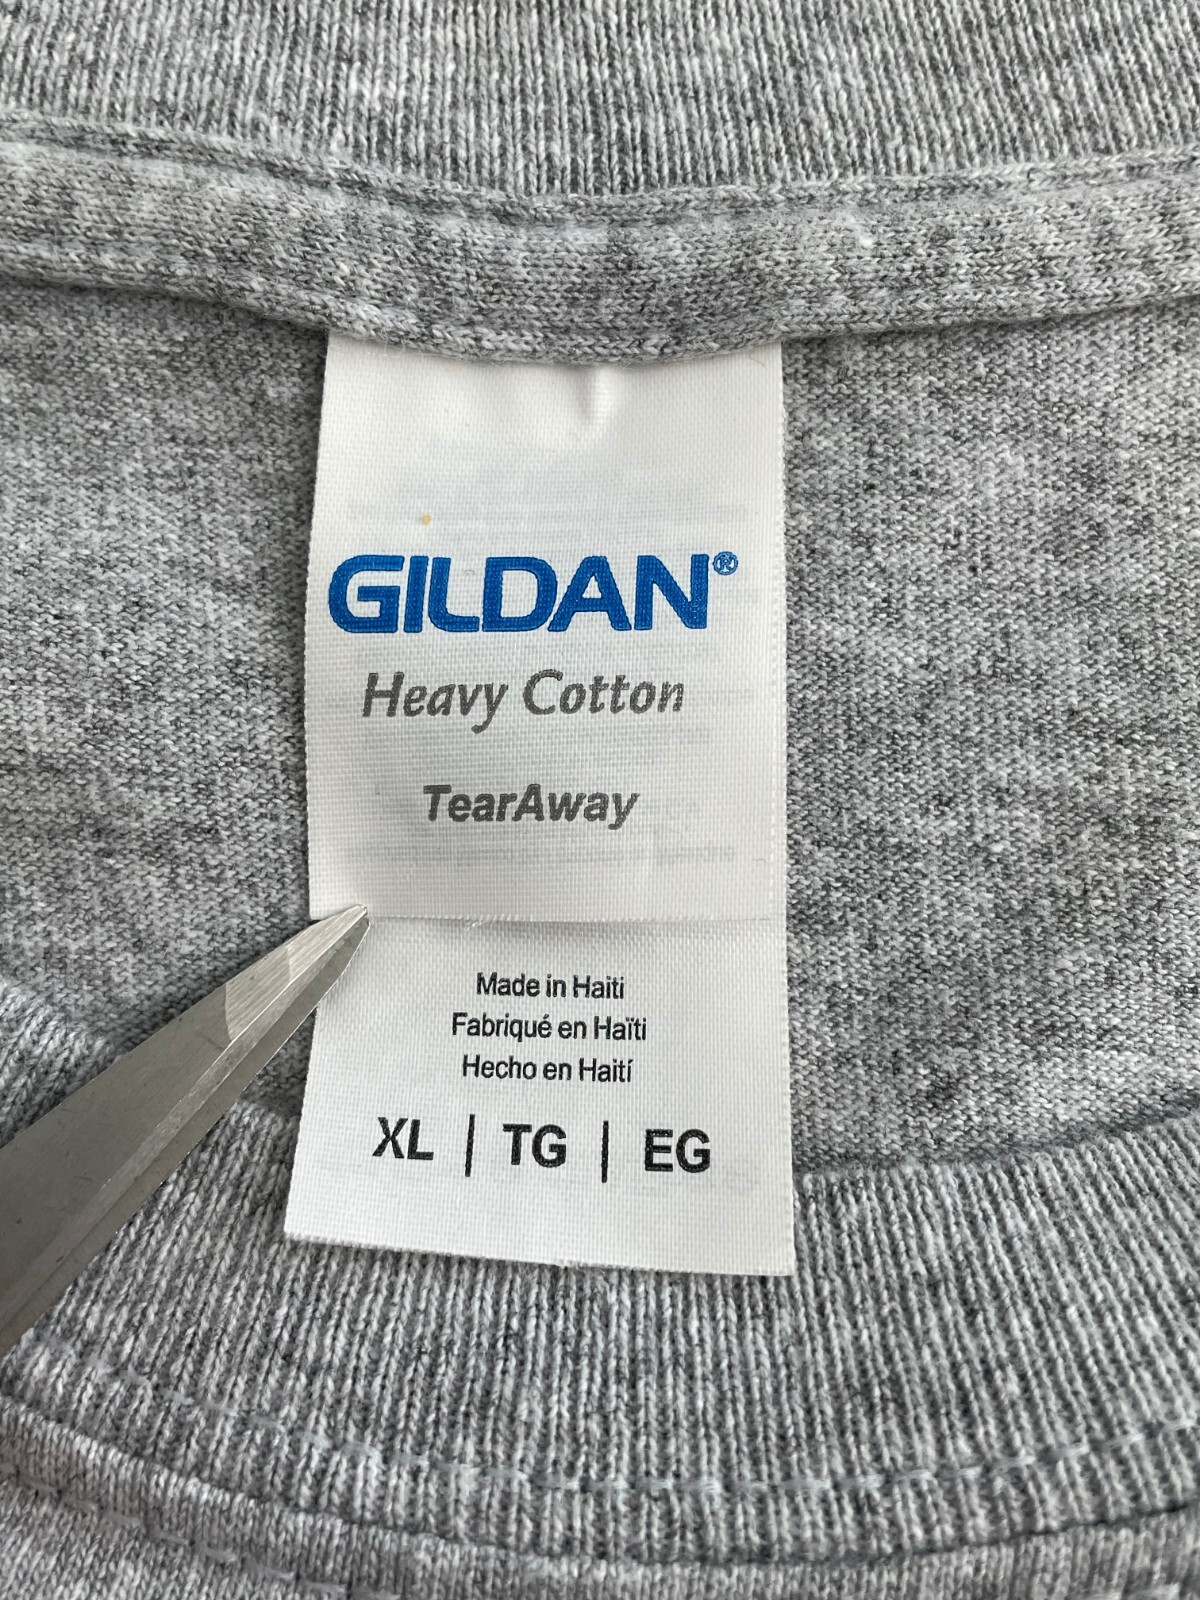 GILDAN®
Heavy Cotton
TearAway
Made in Haiti
Fabriqué en Haïti
Hecho en Haití
XL | TG | EG